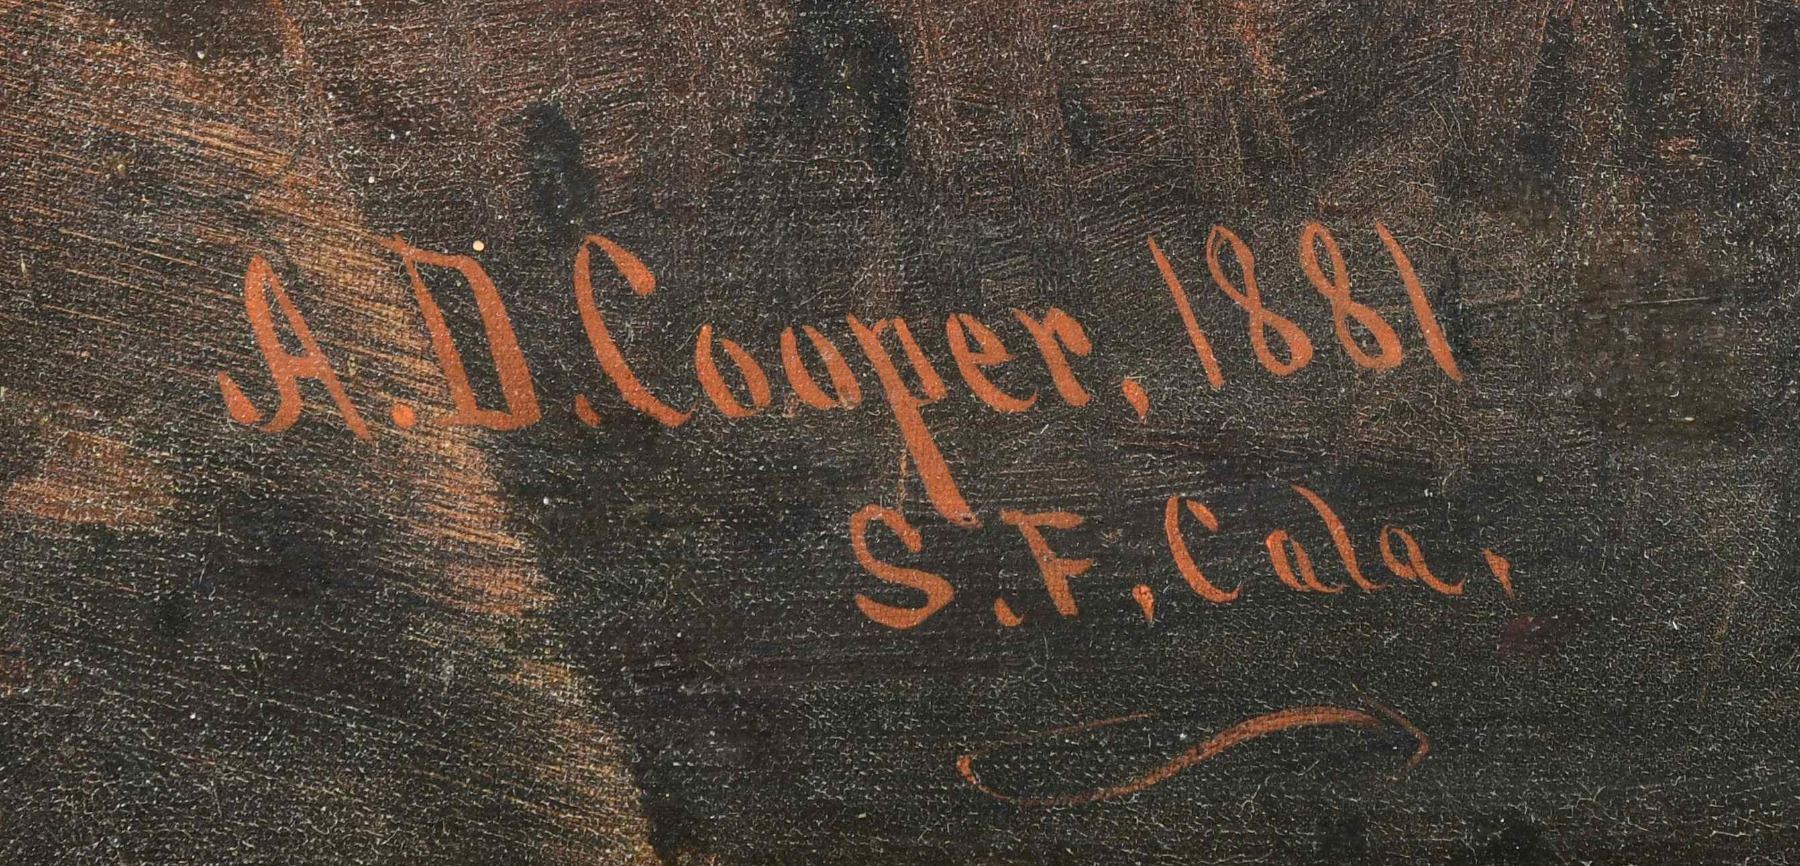 A.D.Cooper, 1881
S.F, Cala,